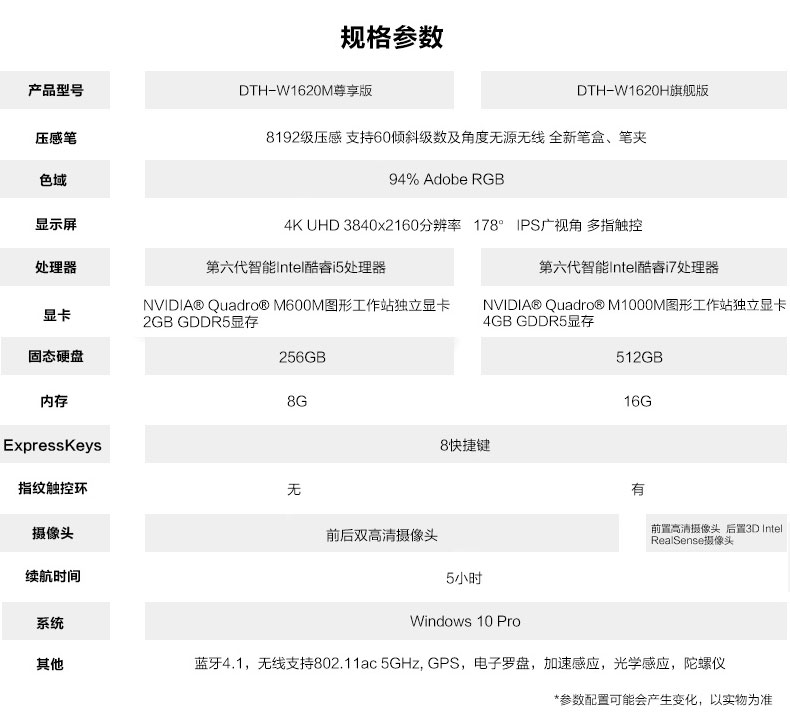 规格参数
产品型号 DTH-W1620M尊享版 DTH-W1620H旗舰版
压感笔 8192级压感 支持60倾斜级数及角度无源无线 全新笔盒、笔夹
色域 94% Adobe RGB
显示屏 4K UHD 3840x2160分辨率 178° IPS广视角 多指触控
处理器 第六代智能Intel酷睿i5处理器 第六代智能Intel酷睿i7处理器
显卡 NVIDIA® Quadro® M600M图形工作站独立显卡 NVIDIA® Quadro® M1000M图形工作站独立显卡
2GB GDDR5显存 4GB GDDR5显存
固态硬盘 256GB 512GB
内存 8G 16G
ExpressKeys 8快捷键
指纹触控环 无 有
摄像头 前后双高清摄像头 前置高清摄像头 后置3D Intel
RealSense摄像头
续航时间 5小时
系统 Windows 10 Pro
其他 蓝牙4.1，无线支持802.11ac 5GHz, GPS，电子罗盘，加速感应，光学感应，陀螺仪
*参数配置可能会产生变化，以实物为准